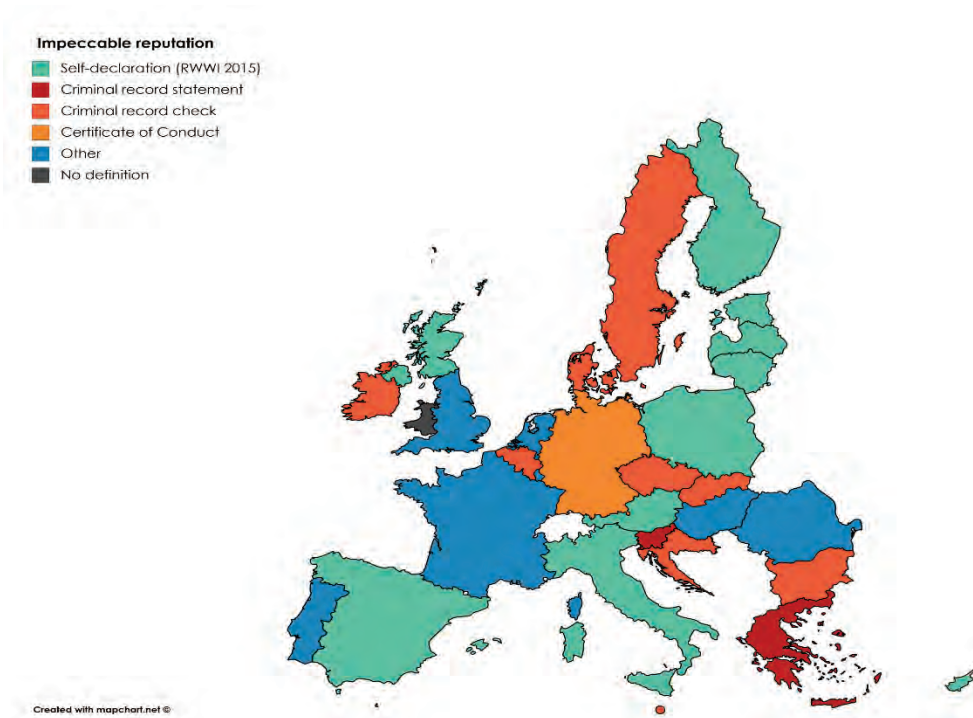 Impeccable reputation
Self-declaration (RWWI 2015)
Criminal record statement
Criminal record check
Certificate of Conduct
Other
No definition
Created with mapchart.net ©